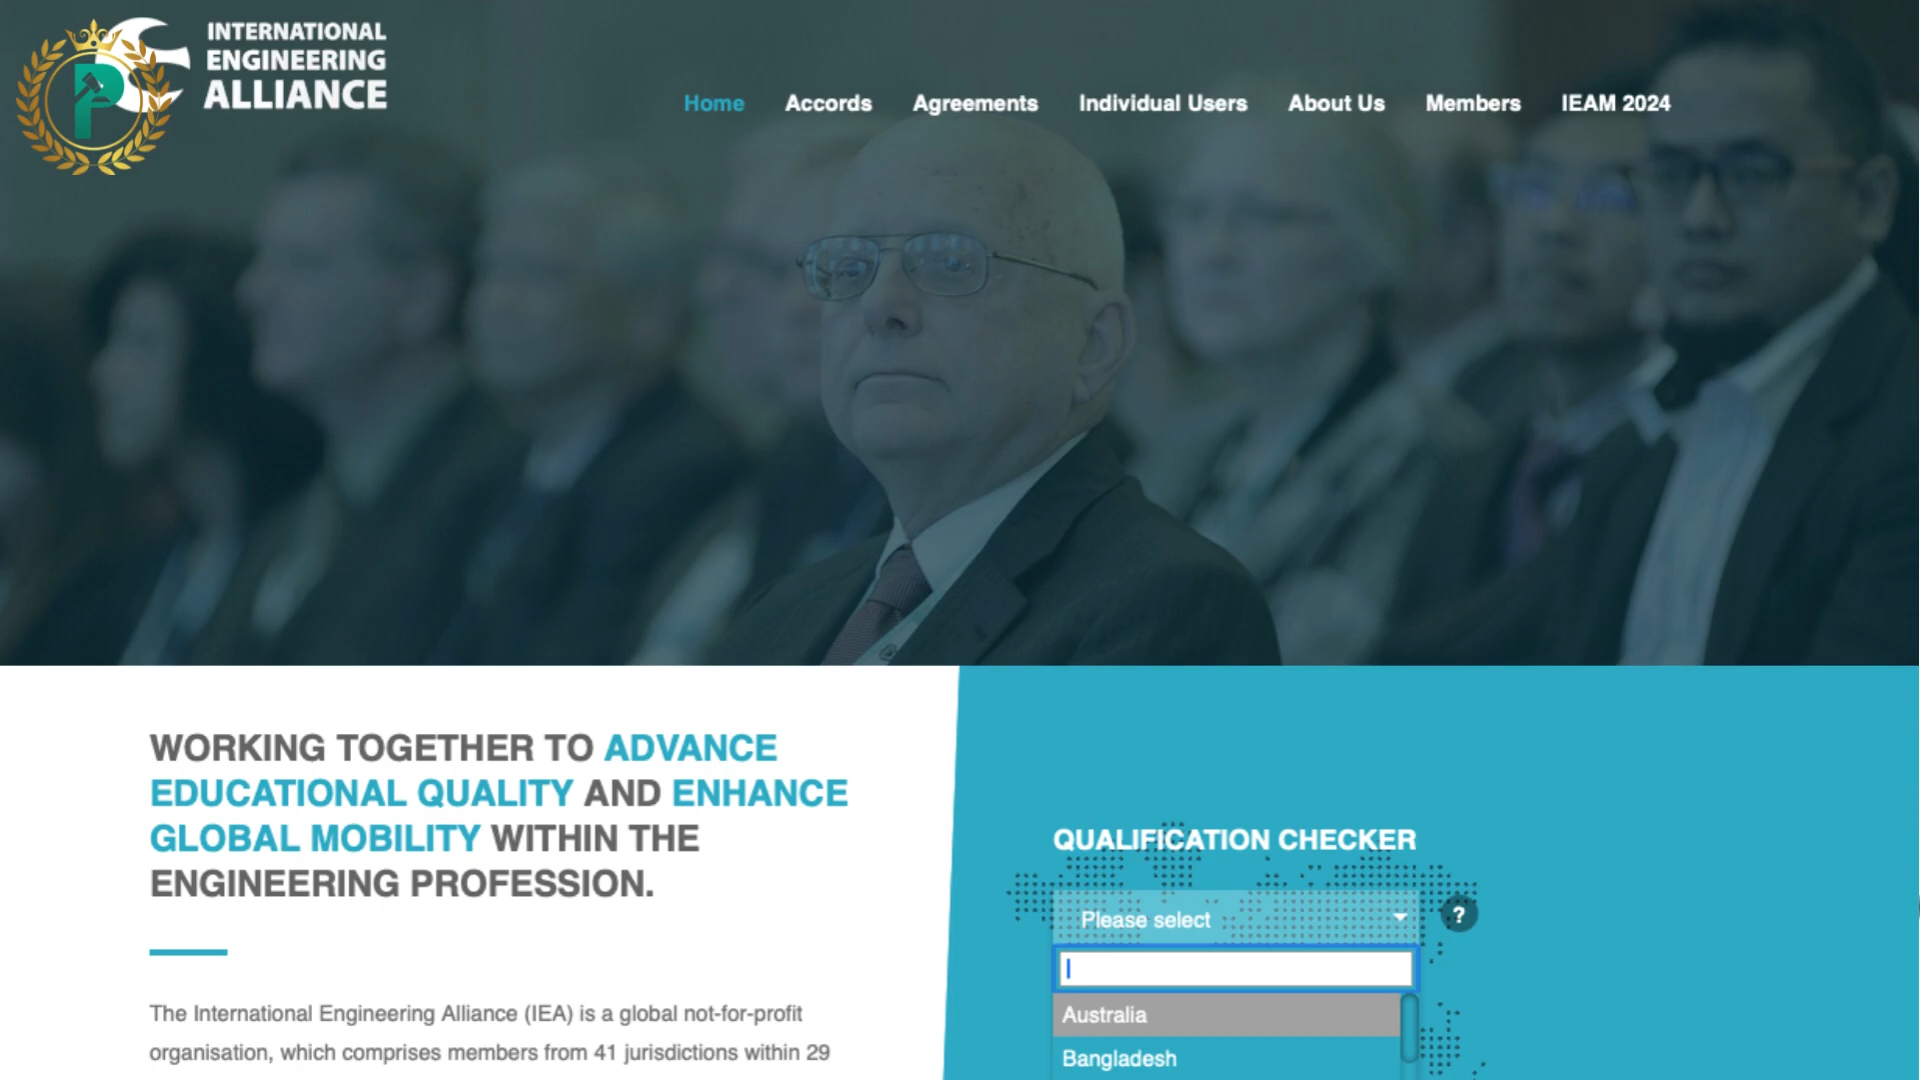 INTERNATIONAL
ENGINEERING
ALLIANCE
P
Home Accords Agreements Individual Users About Us Members IEAM 2024
WORKING TOGETHER TO ADVANCE
EDUCATIONAL QUALITY AND ENHANCE
GLOBAL MOBILITY WITHIN THE
ENGINEERING PROFESSION.
The International Engineering Alliance (IEA) is a global not-for-profit
organisation, which comprises members from 41 jurisdictions within 29
QUALIFICATION CHECKER
Please select
?
Australia
Bangladesh